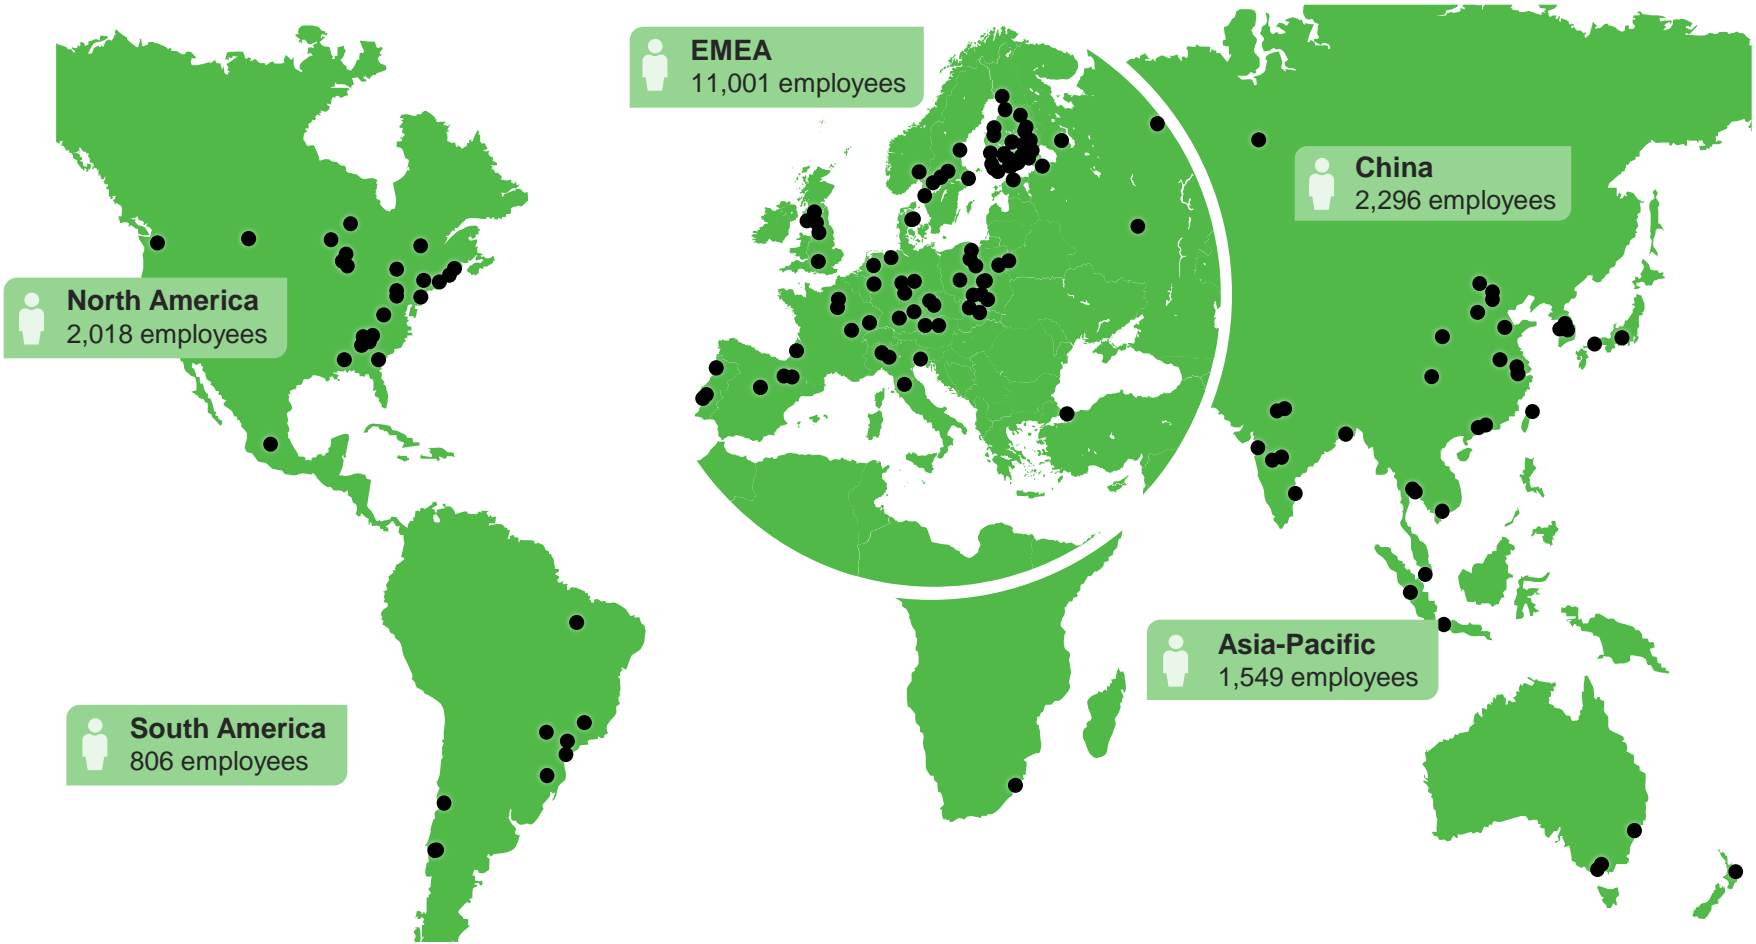 EMEA
11,001 employees
China
2,296 employees
North America
2,018 employees
Asia-Pacific
1,549 employees
South America
806 employees